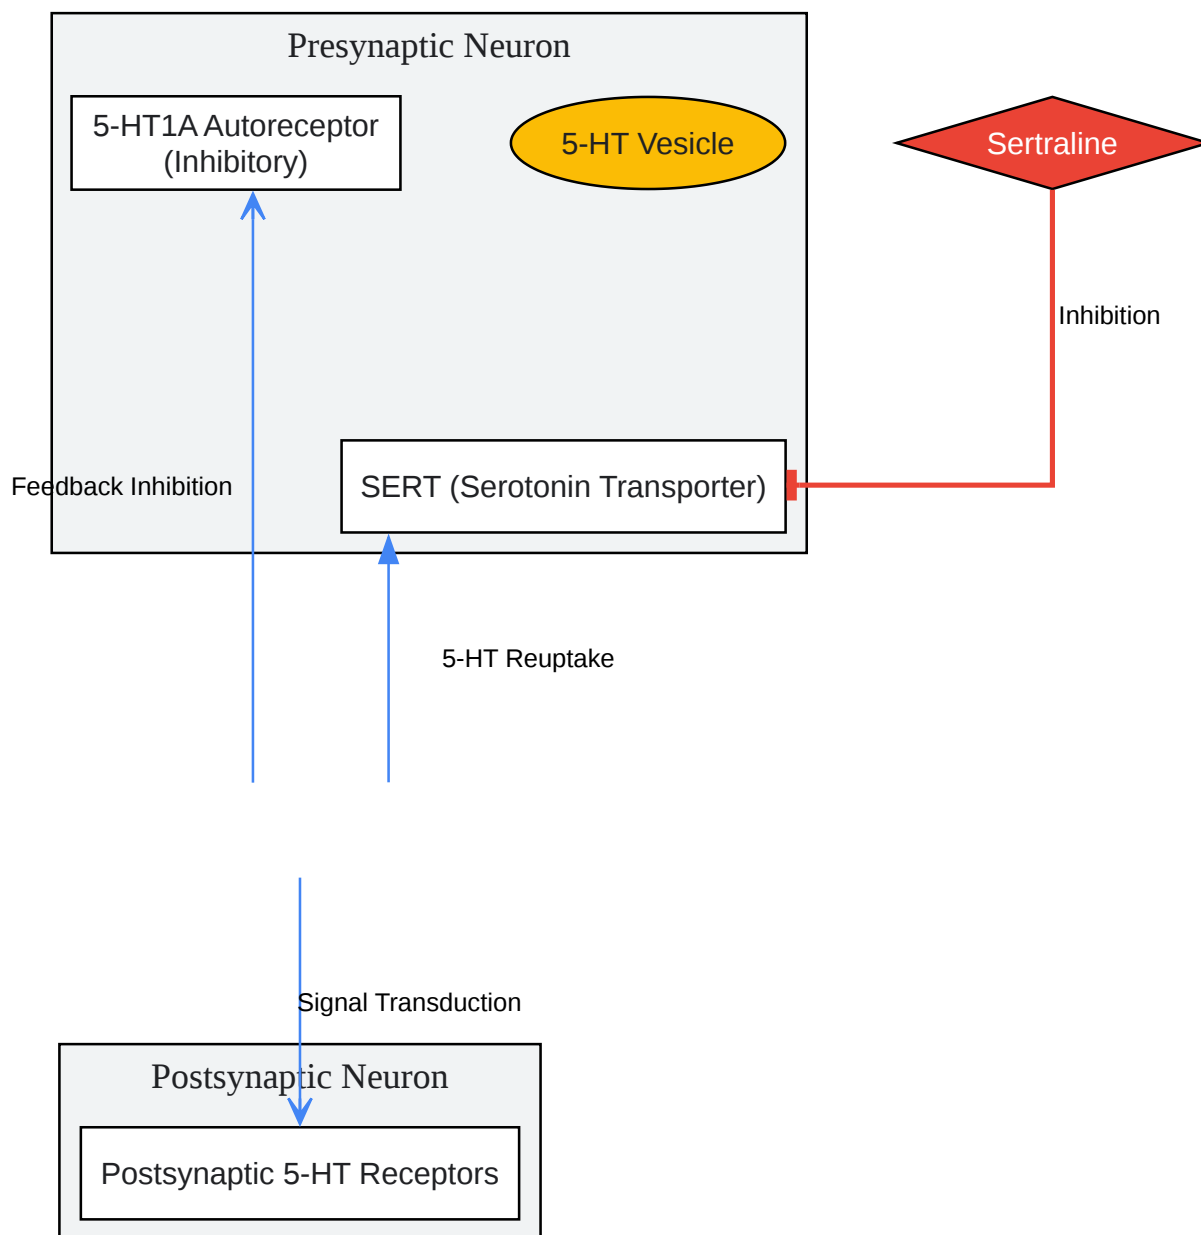 Presynaptic Neuron
5-HT1A Autoreceptor
(Inhibitory)
5-HT Vesicle
Sertraline
Inhibition
Feedback Inhibition
SERT (Serotonin Transporter)
5-HT Reuptake
Signal Transduction
Postsynaptic Neuron
Postsynaptic 5-HT Receptors